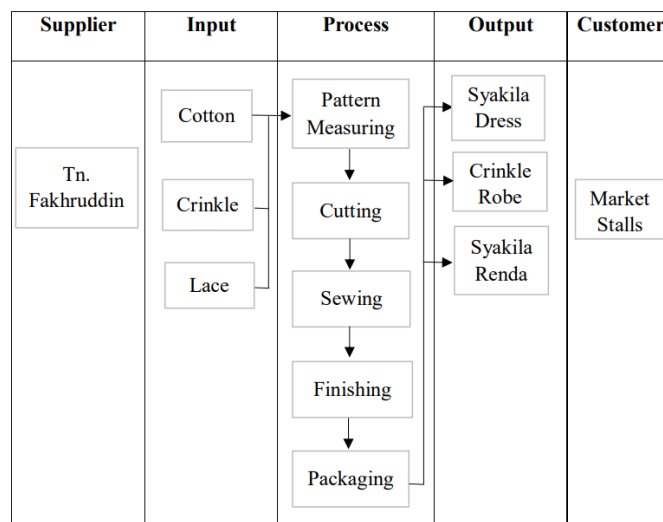 Supplier
Input
Process
Output
Customer
Tn.
Fakhruddin
Cotton
Crinkle
Lace
Pattern
Measuring
Cutting
Sewing
Finishing
Packaging
Syakila
Dress
Crinkle
Robe
Syakila
Renda
Market
Stalls